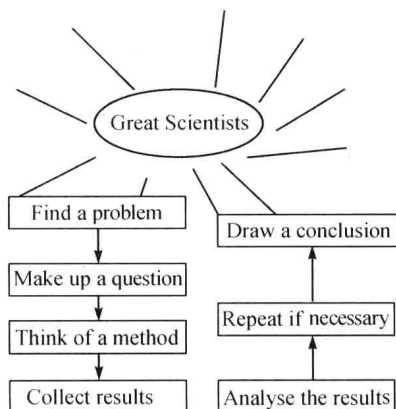 Great Scientists
Find a problem
Make up a question
Think of a method
Collect results
Draw a conclusion
Repeat if necessary
Analyse the results